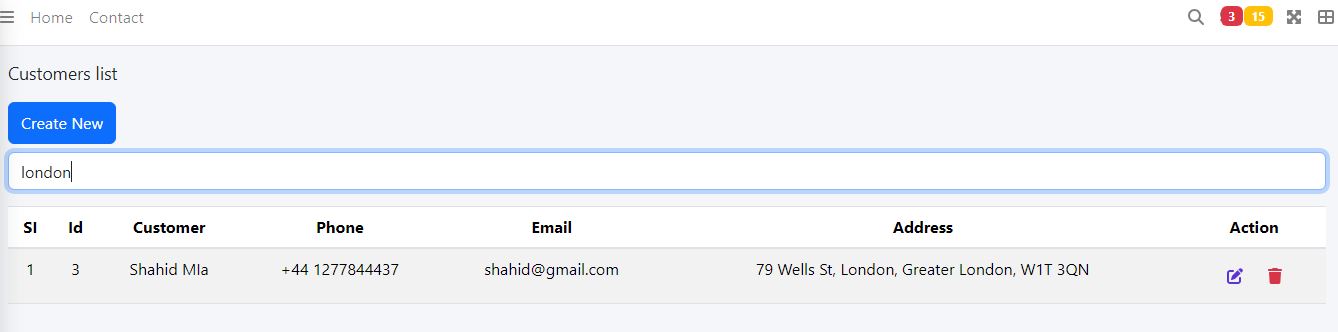 Home Contact 3 15
Customers list
Create New
london
Sl Id Customer Phone Email Address Action
1 3 Shahid MIa +44 1277844437 shahid@gmail.com 79 Wells St, London, Greater London, W1T 3QN